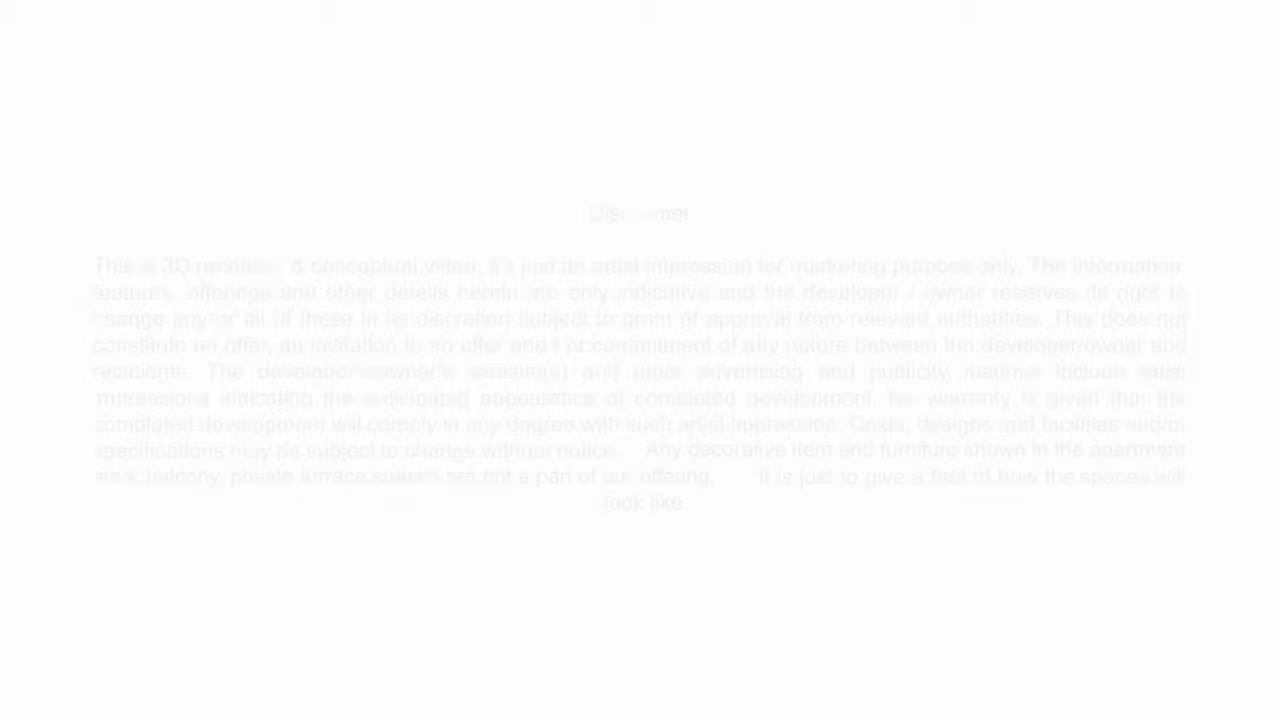 Disclaimer
This is 3D rendered & conceptual video, it's just an artist impression for marketing purpose only. The information,
features, offerings and other details herein are only indicative and the developer / owner reserves its right to
change any or all of these in its discretion subject to grant of approval from relevant authorities. This does not
constitute an offer, an invitation to an offer and / or commitment of any nature between the developer/owner and
recipients. The developer owner's website(s) and other advertising and publicity material include
impressions indicating the anticipated appearance of completed development. No warranty is given that the
completed development will comply in any degree with such artist impression. Costs, designs and facilities and/or
specifications may be subject to change without notice. Any decorative item and furniture shown in the apartment
balcony, private terrace spaces are not a part of our offering. It is just to give a feel of how the spaces will
look like.